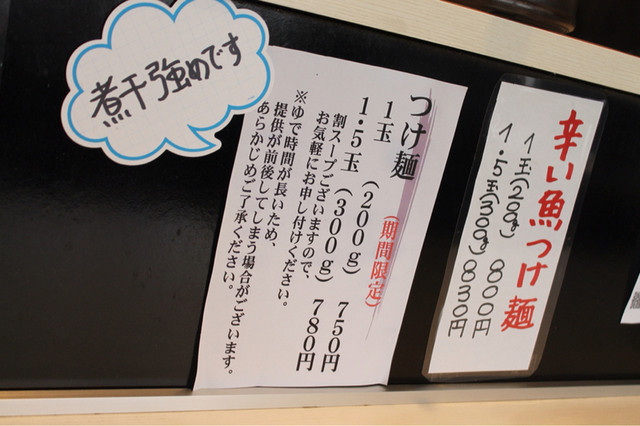 煮干強めです
つけ麺 (期間限定)
1玉 (200g) 750円
1.5玉 (300g) 780円
割スープございますので、
お気軽にお申し付けください。
※ゆで時間が長いため、
提供が前後してしまう場合がございます。
あらかじめご了承ください。
辛い魚つけ麺
1玉(200g) 800円
1.5玉(300g) 830円